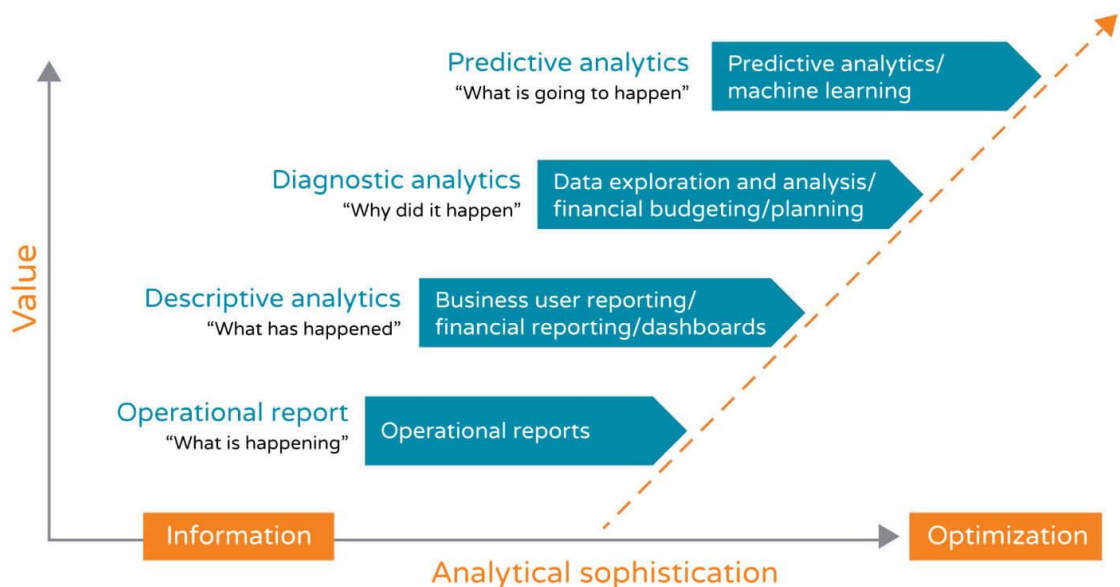 Predictive analytics
“What is going to happen”
Predictive analytics/
machine learning
Diagnostic analytics
“Why did it happen”
Data exploration and analysis/
financial budgeting/planning
Descriptive analytics
“What has happened”
Business user reporting/
financial reporting/dashboards
Operational report
“What is happening”
Operational reports
Value
Information
Optimization
Analytical sophistication